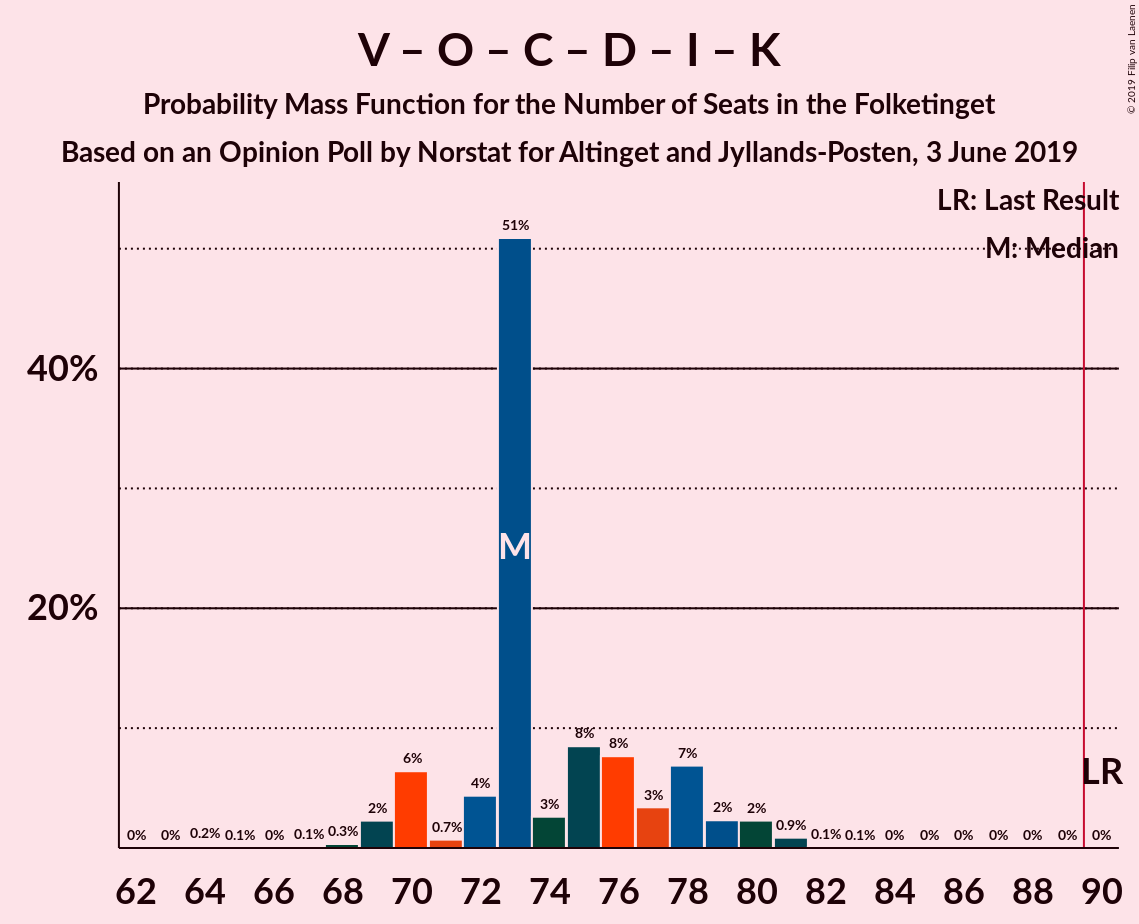 V – O – C – D – I – K
Probability Mass Function for the Number of Seats in the Folketinget
Based on an Opinion Poll by Norstat for Altinget and Jyllands-Posten, 3 June 2019
© 2019 Filip van Laenen
LR: Last Result
M: Median
40%
20%
0% 0% 0.2% 0.1% 0% 0.1% 0.3% 2% 6% 0.7% 4% 51% 3% 8% 8% 3% 7% 2% 2% 0.9% 0.1% 0.1% 0% 0% 0% 0% 0% 0% 0%
M
LR
62 64 66 68 70 72 74 76 78 80 82 84 86 88 90